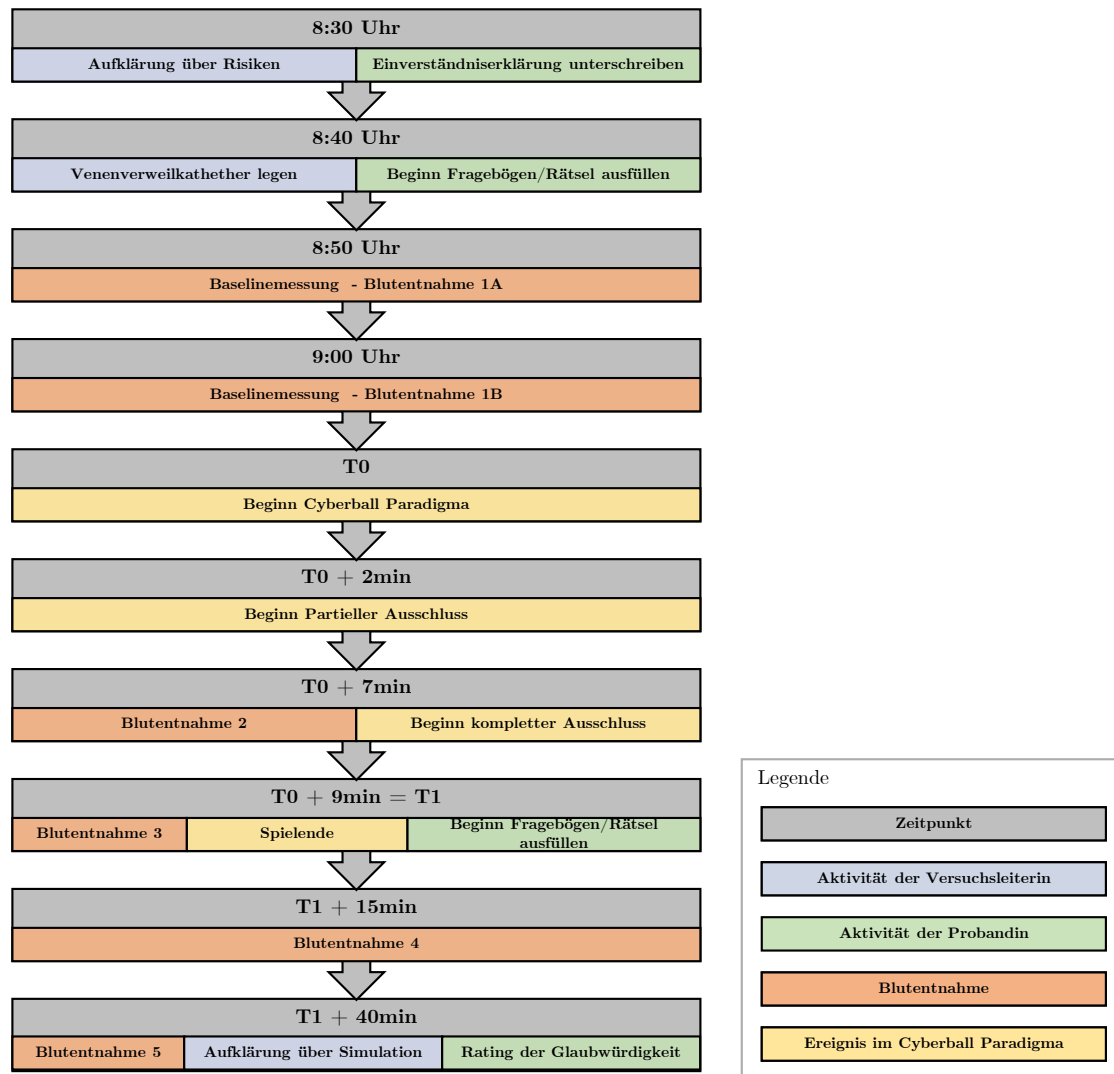 8:30 Uhr
Aufklärung über Risiken
Einverständniserklärung unterschreiben
8:40 Uhr
Venenverweilkathether legen
Beginn Fragebögen/Rätsel ausfüllen
8:50 Uhr
Baselinemessung - Blutentnahme 1A
9:00 Uhr
Baselinemessung - Blutentnahme 1B
T0
Beginn Cyberball Paradigma
T0 + 2min
Beginn Partieller Ausschluss
T0 + 7min
Blutentnahme 2
Beginn kompletter Ausschluss
T0 + 9min = T1
Blutentnahme 3
Spielende
Beginn Fragebögen/Rätsel
ausfüllen
T1 + 15min
Blutentnahme 4
T1 + 40min
Blutentnahme 5
Aufklärung über Simulation
Rating der Glaubwürdigkeit
Legende
Zeitpunkt
Aktivität der Versuchsleiterin
Aktivität der Probandin
Blutentnahme
Ereignis im Cyberball Paradigma